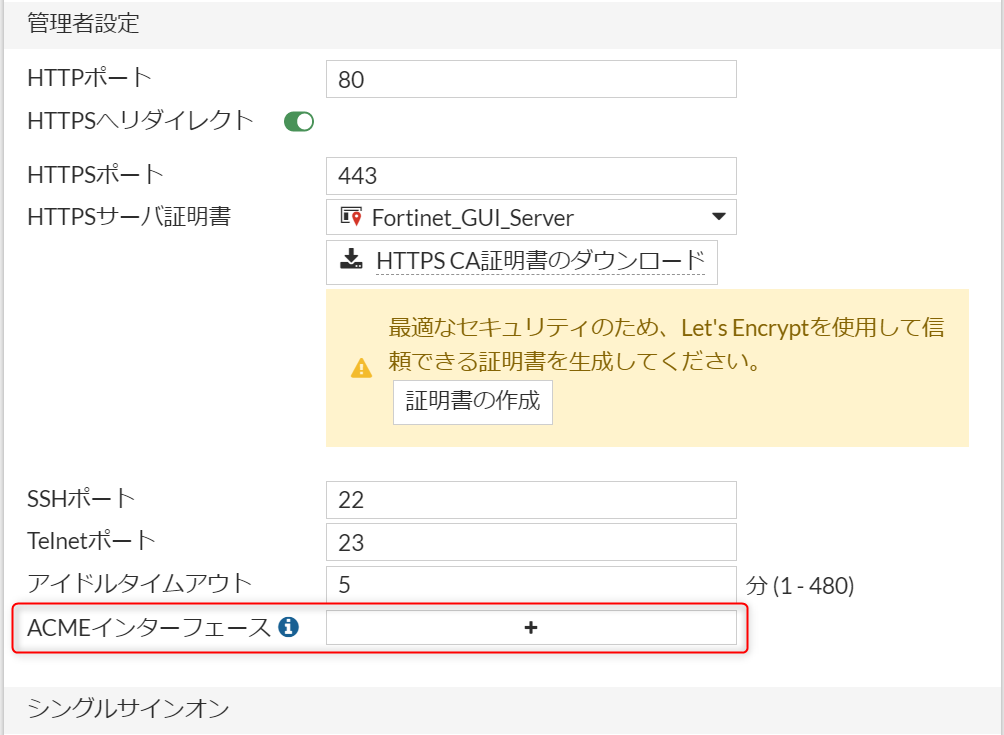 管理者設定
HTTPポート 80
HTTPSへリダイレクト
HTTPSポート 443
HTTPSサーバ証明書 Fortinet_GUI_Server
HTTPS CA証明書のダウンロード
最適なセキュリティのため、Let's Encryptを使用して信
頼できる証明書を生成してください。
証明書の作成
SSHポート 22
Telnetポート 23
アイドルタイムアウト 5 分 (1 - 480)
ACMEインターフェース +
シングルサインオン